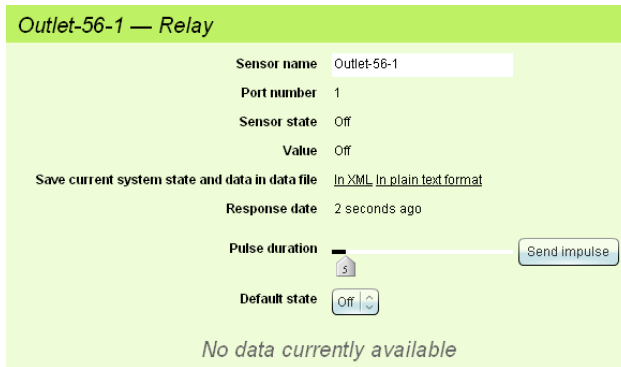 Outlet-56-1 — Relay
Sensor name Outlet-56-1
Port number 1
Sensor state Off
Value Off
Save current system state and data in data file In XML In plain text format
Response date 2 seconds ago
Pulse duration Send impulse
5
Default state Off
No data currently available